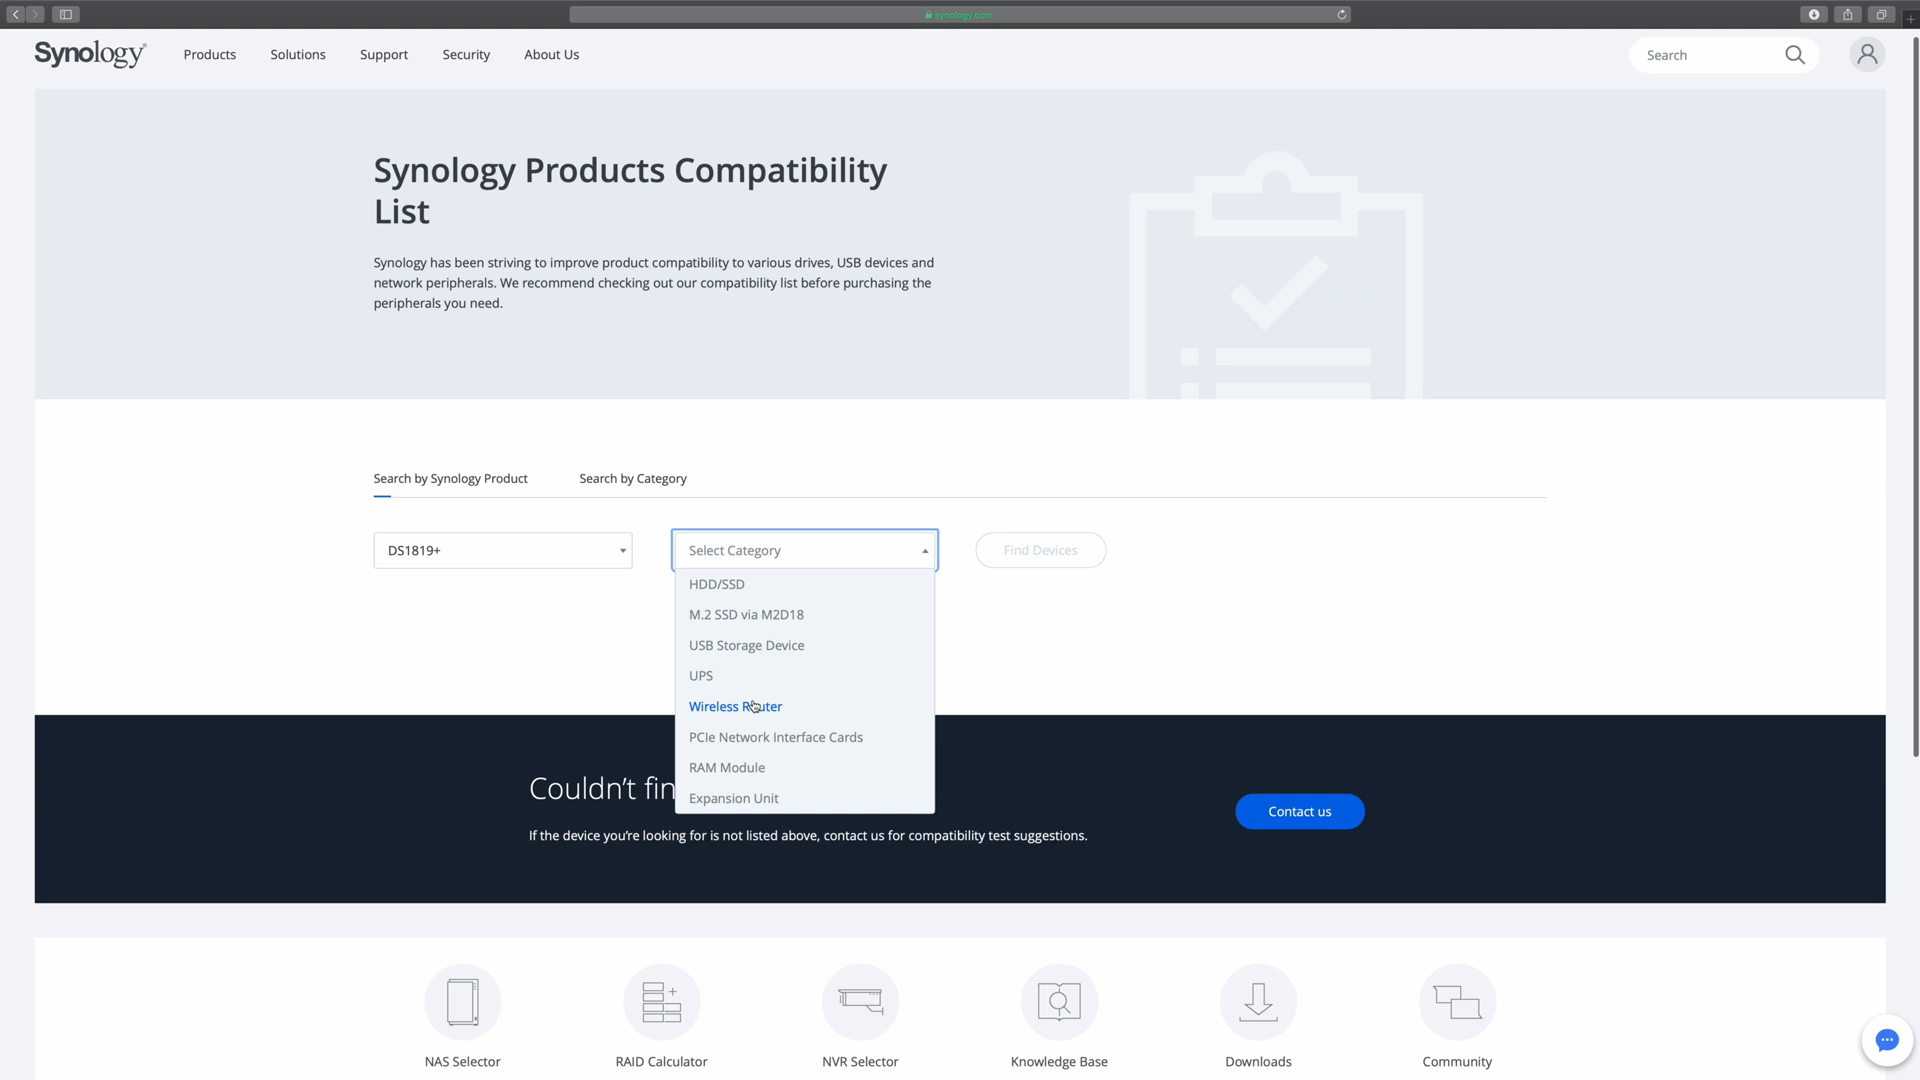 synology.com
Synology
Products
Solutions
Support
Security
About Us
Search
Synology Products Compatibility
List
Synology has been striving to improve product compatibility to various drives, USB devices and
network peripherals. We recommend checking out our compatibility list before purchasing the
peripherals you need.
Search by Synology Product
Search by Category
DS1819+
Select Category
Find Devices
HDD/SSD
M.2 SSD via M2D18
USB Storage Device
UPS
Wireless Router
PCIe Network Interface Cards
RAM Module
Expansion Unit
Couldn't fin
If the device you're looking for is not listed above, contact us for compatibility test suggestions.
Contact us
NAS Selector
RAID Calculator
NVR Selector
Knowledge Base
Downloads
Community